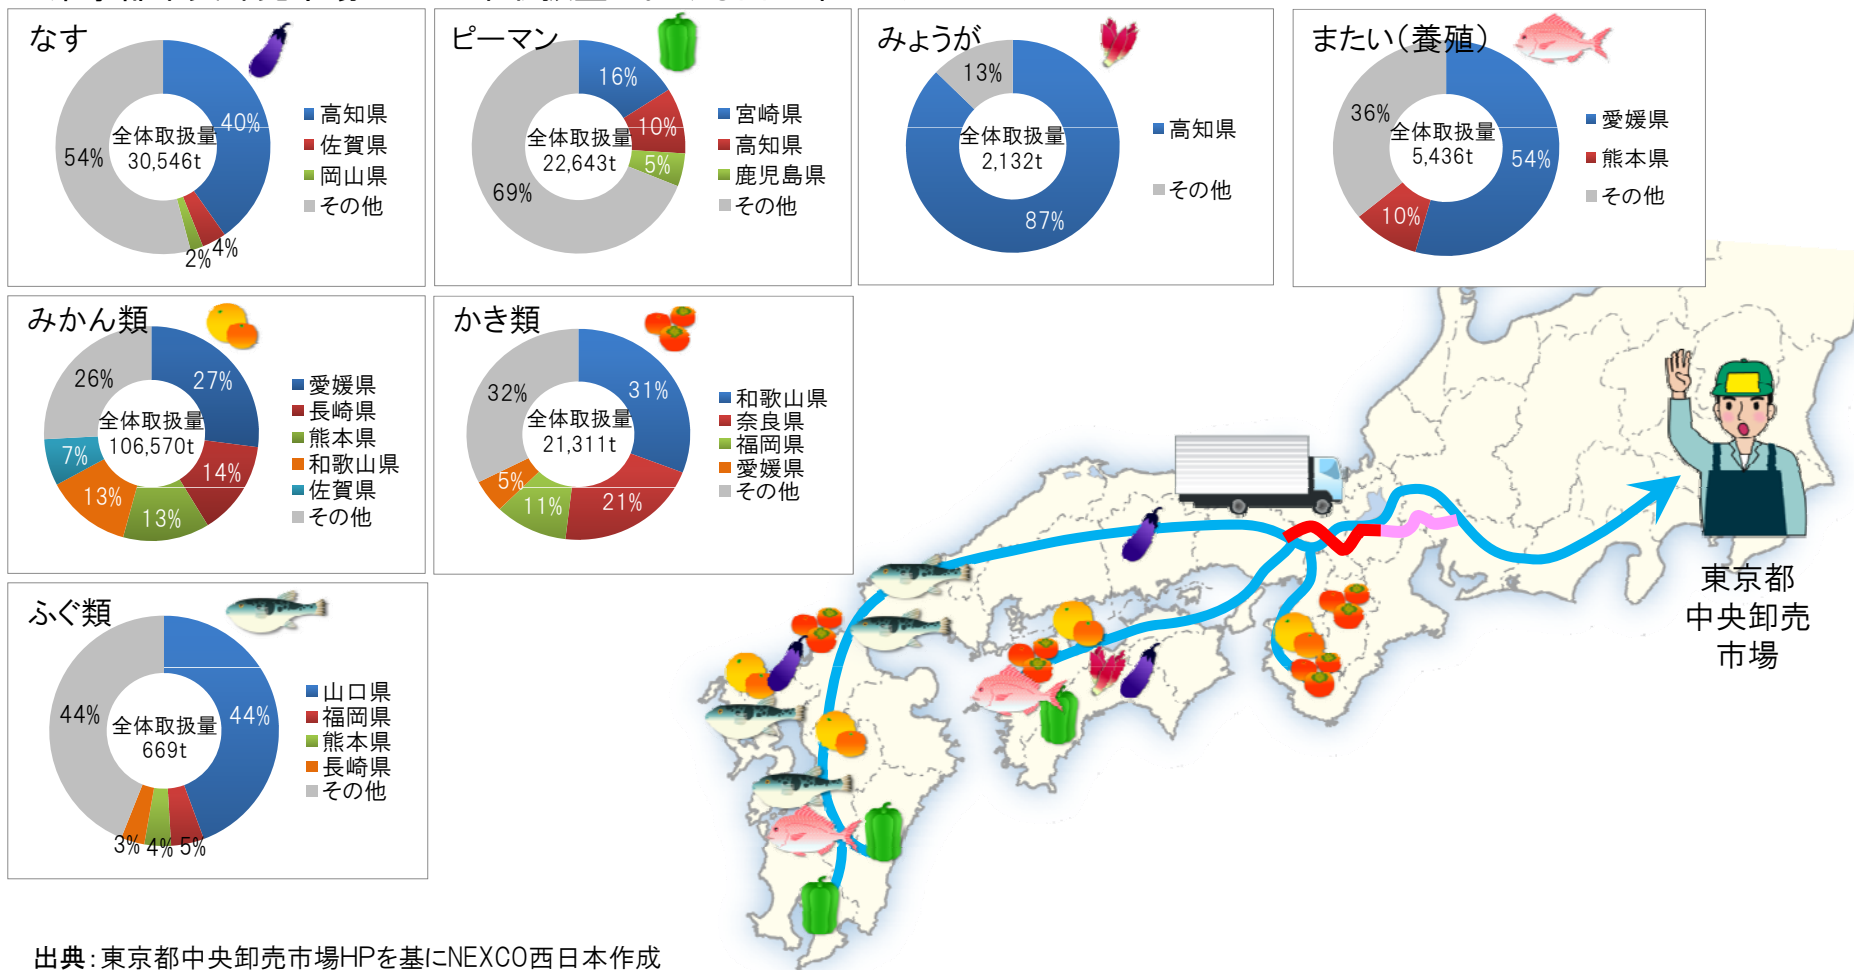 なす
40%
54%
2%
4%
全体取扱量
30,546t
高知県
佐賀県
岡山県
その他
ピーマン
16%
10%
5%
69%
全体取扱量
22,643t
宮崎県
高知県
鹿児島県
その他
みょうが
13%
87%
全体取扱量
2,132t
高知県
その他
またい（養殖）
36%
54%
10%
全体取扱量
5,436t
愛媛県
熊本県
その他
みかん類
26%
27%
7%
14%
13%
13%
全体取扱量
106,570t
愛媛県
長崎県
熊本県
和歌山県
佐賀県
その他
かき類
32%
31%
5%
11%
21%
全体取扱量
21,311t
和歌山県
奈良県
福岡県
愛媛県
その他
ふぐ類
44%
44%
3%
4%
5%
全体取扱量
669t
山口県
福岡県
熊本県
長崎県
その他
東京都
中央卸売
市場
出典：東京都中央卸売市場HPを基にNEXCO西日本作成